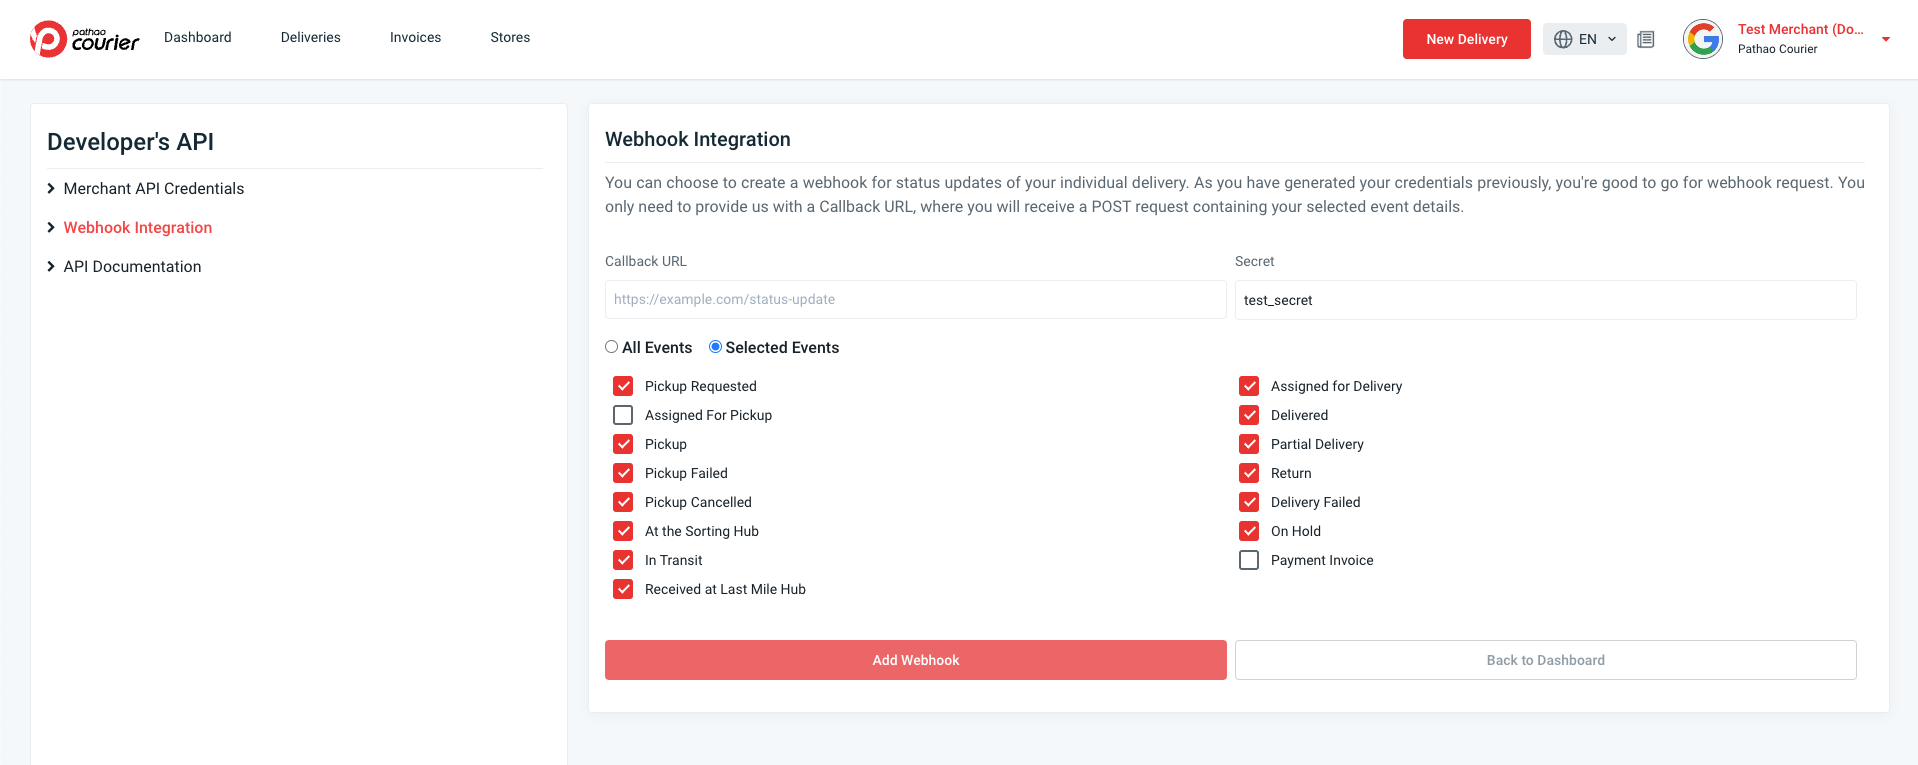 pathao
courier
Dashboard
Deliveries
Invoices
Stores
New Delivery
EN
Test Merchant (Do...
Pathao Courier
Developer's API
Merchant API Credentials
Webhook Integration
API Documentation
Webhook Integration
You can choose to create a webhook for status updates of your individual delivery. As you have generated your credentials previously, you're good to go for webhook request. You
only need to provide us with a Callback URL, where you will receive a POST request containing your selected event details.
Callback URL
Secret
https://example.com/status-update
test_secret
All Events
Selected Events
Pickup Requested
Assigned For Pickup
Pickup
Pickup Failed
Pickup Cancelled
At the Sorting Hub
In Transit
Received at Last Mile Hub
Assigned for Delivery
Delivered
Partial Delivery
Return
Delivery Failed
On Hold
Payment Invoice
Add Webhook
Back to Dashboard